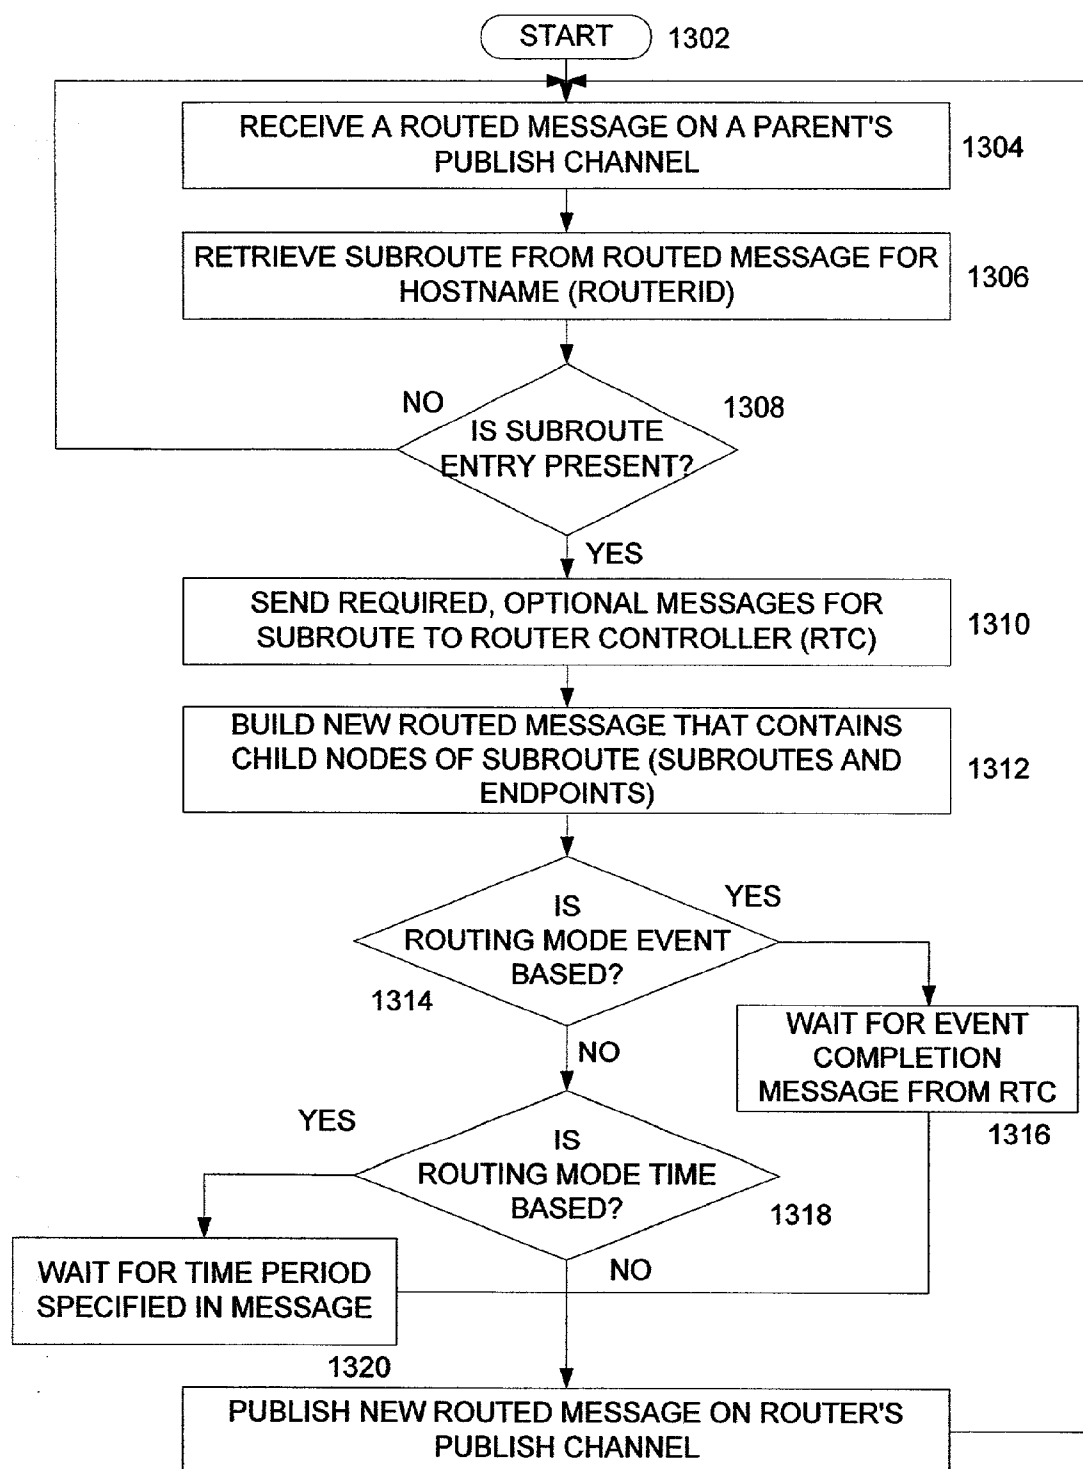 START
1302
RECEIVE A ROUTED MESSAGE ON A PARENT'S
PUBLISH CHANNEL
1304
RETRIEVE SUBROUTE FROM ROUTED MESSAGE FOR
HOSTNAME (ROUTERID)
1306
NO
1308
IS SUBROUTE
ENTRY PRESENT?
YES
SEND REQUIRED, OPTIONAL MESSAGES FOR
SUBROUTE TO ROUTER CONTROLLER (RTC)
1310
BUILD NEW ROUTED MESSAGE THAT CONTAINS
CHILD NODES OF SUBROUTE (SUBROUTES AND
ENDPOINTS)
1312
YES
IS
ROUTING MODE EVENT
BASED?
1314
NO
WAIT FOR EVENT
COMPLETION
MESSAGE FROM RTC
1316
YES
IS
ROUTING MODE TIME
BASED?
1318
NO
WAIT FOR TIME PERIOD
SPECIFIED IN MESSAGE
1320
PUBLISH NEW ROUTED MESSAGE ON ROUTER'S
PUBLISH CHANNEL